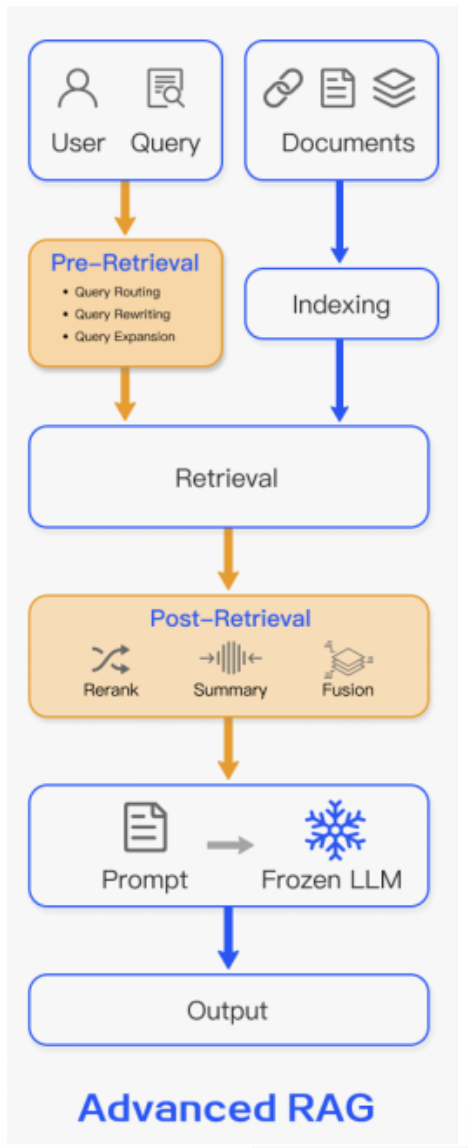 User Query
Documents
Pre-Retrieval
• Query Routing
• Query Rewriting
• Query Expansion
Indexing
Retrieval
Post-Retrieval
Rerank Summary Fusion
Prompt Frozen LLM
Output
Advanced RAG